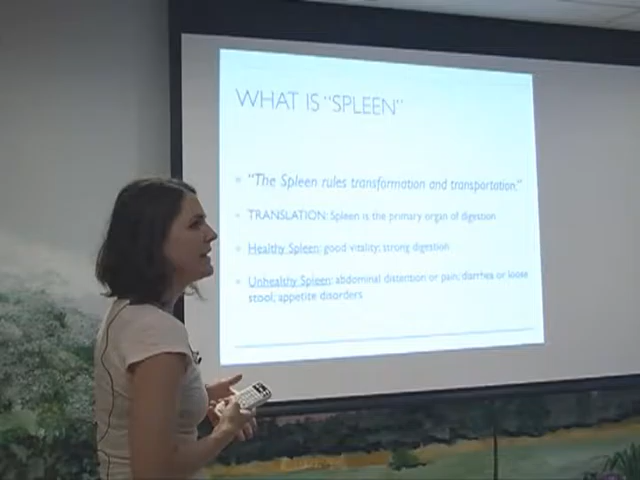 WHAT IS "SPLEEN"
"The Spleen rules transformation and transportation."
TRANSLATION: Spleen is the primary organ of digestion
Healthy Spleen: good vitality; strong digestion
Unhealthy Spleen: abdominal distention or pain; diarrhea or loose
stool; appetite disorders